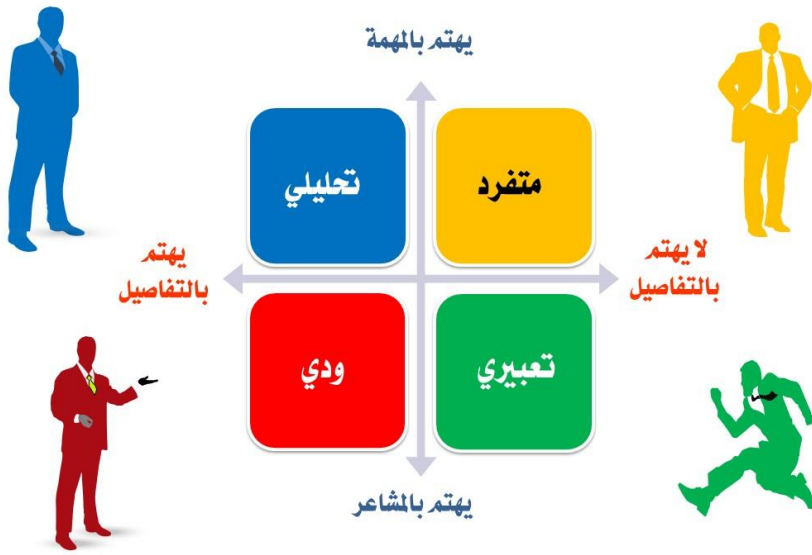 يهتم بالمهمة
متفرد
تحليلي
لا يهتم
بالتفاصيل
يهتم
بالتفاصيل
تعبيري
ودي
يهتم بالمشاعر